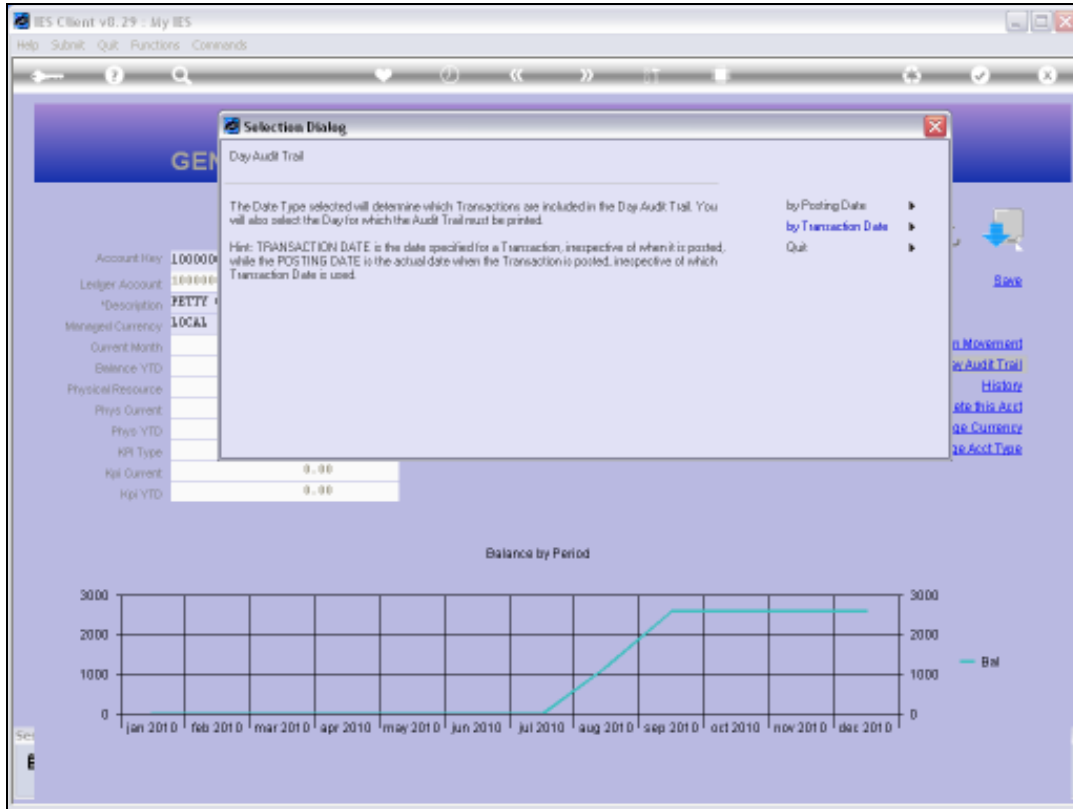 IES Client v8.29 : My IES
Help Submit Quit Functions Commands
Selection Dialog
Day Audit Trail
The Date Type selected will determine which Transactions are included in the Day Audit Trail. You
will also select the Day for which the Audit Trail must be printed.
Hint: TRANSACTION DATE is the date specified for a Transaction, irrespective of when it is posted,
while the POSTING DATE is the actual date when the Transaction is posted, irrespective of which
Transaction Date is used.
by Posting Date
by Transaction Date
Quit
GEN
Account Key 100000
Ledger Account 1000000
*Description PETTY
Managed Currency LOCAL
Current Month
Balance YTD
Physical Resource
Phys Current
Phys YTD
KPI Type
Kpi Current 0.00
Kpi YTD 0.00
Save
n Movement
ay Audit Trail
History
ete this Acct
ge Currency
ge Acct Type
Balance by Period
3000 3000
2000 2000
1000 1000
0 0
Bal
jan 2010 feb 2010 mar 2010 apr 2010 may 2010 jun 2010 jul 2010 aug 2010 sep 2010 oct 2010 nov 2010 dec 2010
Se